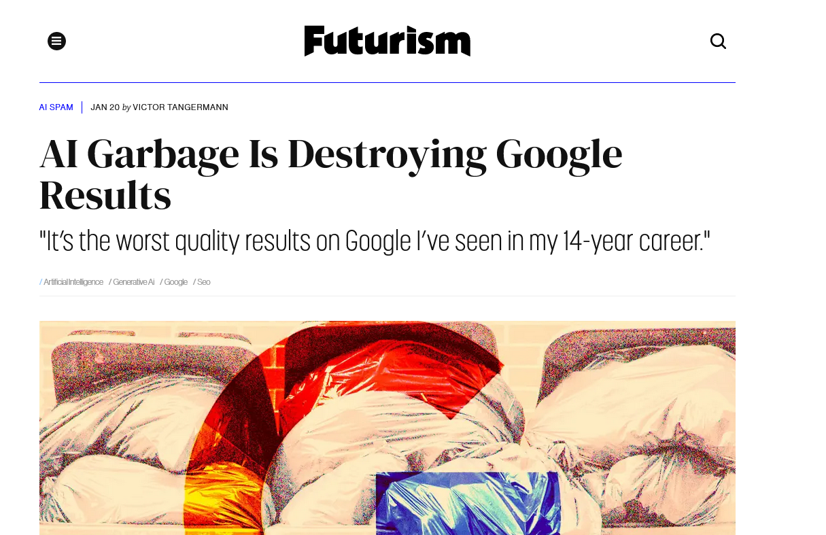 Futurism
AI SPAM | JAN 20 by VICTOR TANGERMANN
AI Garbage Is Destroying Google
Results
"It's the worst quality results on Google I've seen in my 14-year career."
/ Artificial Intelligence / Generative Ai / Google / Seo